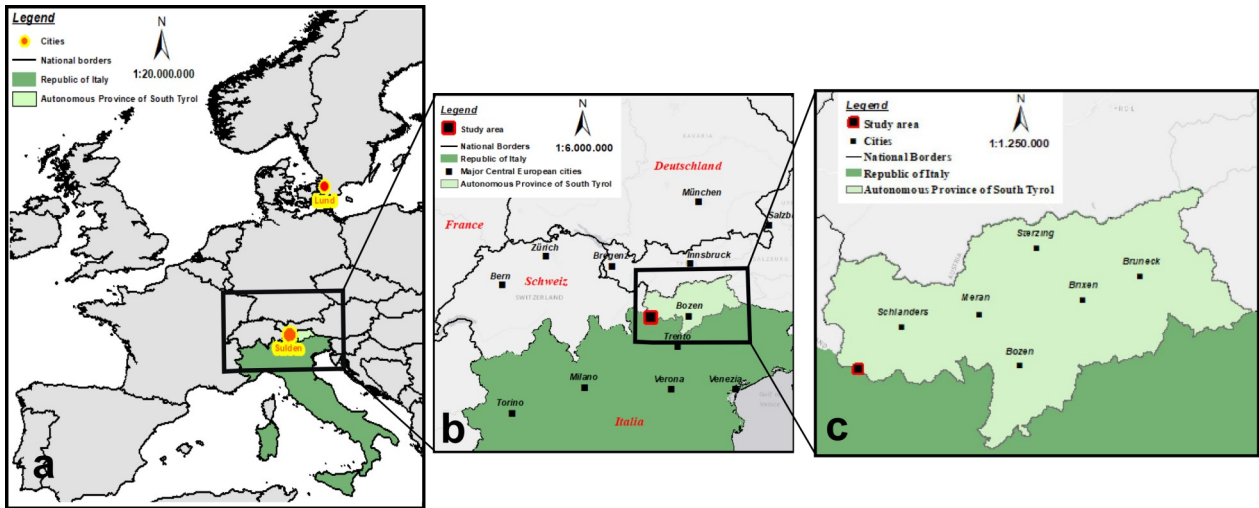 Legend
Cities
National borders
Republic of Italy
Autonomous Province of South Tyrol
N
1:20.000.000
Lund
Sulden
a
Legend
Study area
National Borders
Republic of Italy
Major Central European cities
Autonomous Province of South Tyrol
N
1:6.000.000
BAVARIA
Deutschland
München
Salzbu
France
Zürich
Bregenz
Innsbruck
Bern
Schweiz
SWITZERLAND
Bozen
Trento
Milano
Verona
Venezia
Torino
Italia
b
Legend
Study area
Cities
National Borders
Republic of Italy
Autonomous Province of South Tyrol
N
1:1.250.000
Sterzing
Bruneck
AUSTRIA
Brixen
Meran
Schlanders
Bozen
c